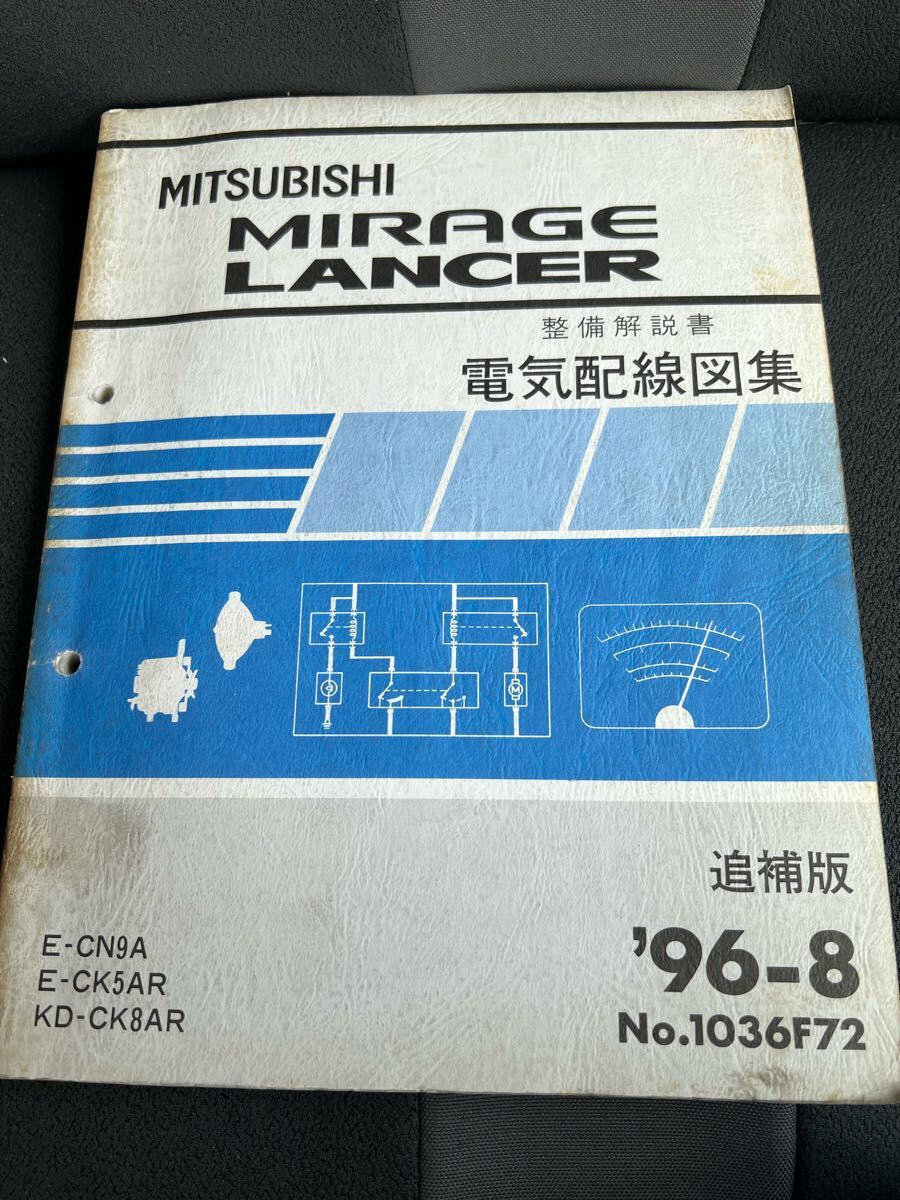 MITSUBISHI
MIRAGE
LANCER
整備解説書
電気配線図集
G
M
追補版
E-CN9A
E-CK5AR
KD-CK8AR
'96-8
No.1036F72